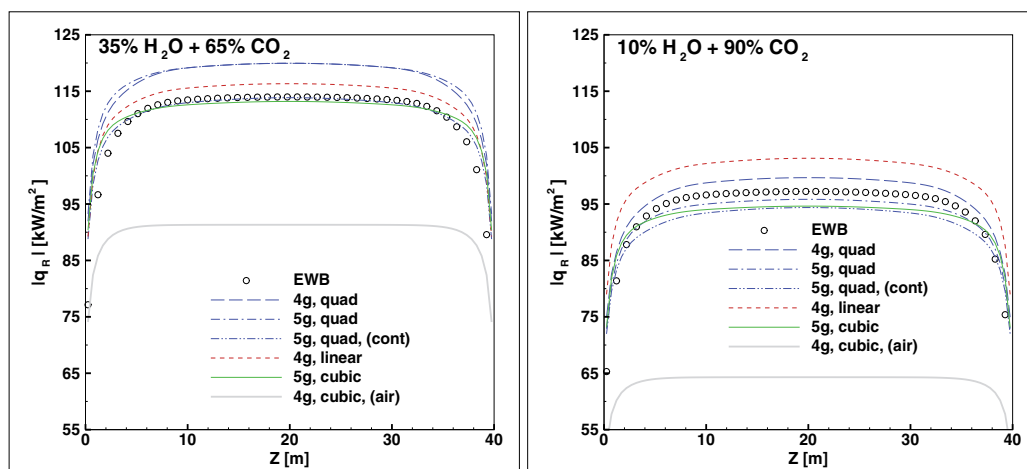 35% H₂O + 65% CO₂
|q_R| [kW/m²]
125
115
105
95
85
75
65
55
EWB
4g, quad
5g, quad
5g, quad, (cont)
4g, linear
5g, cubic
4g, cubic, (air)
0 10 20 30 40
Z [m]
10% H₂O + 90% CO₂
|q_R| [kW/m²]
125
115
105
95
85
75
65
55
EWB
4g, quad
5g, quad
5g, quad, (cont)
4g, linear
5g, cubic
4g, cubic, (air)
0 10 20 30 40
Z [m]